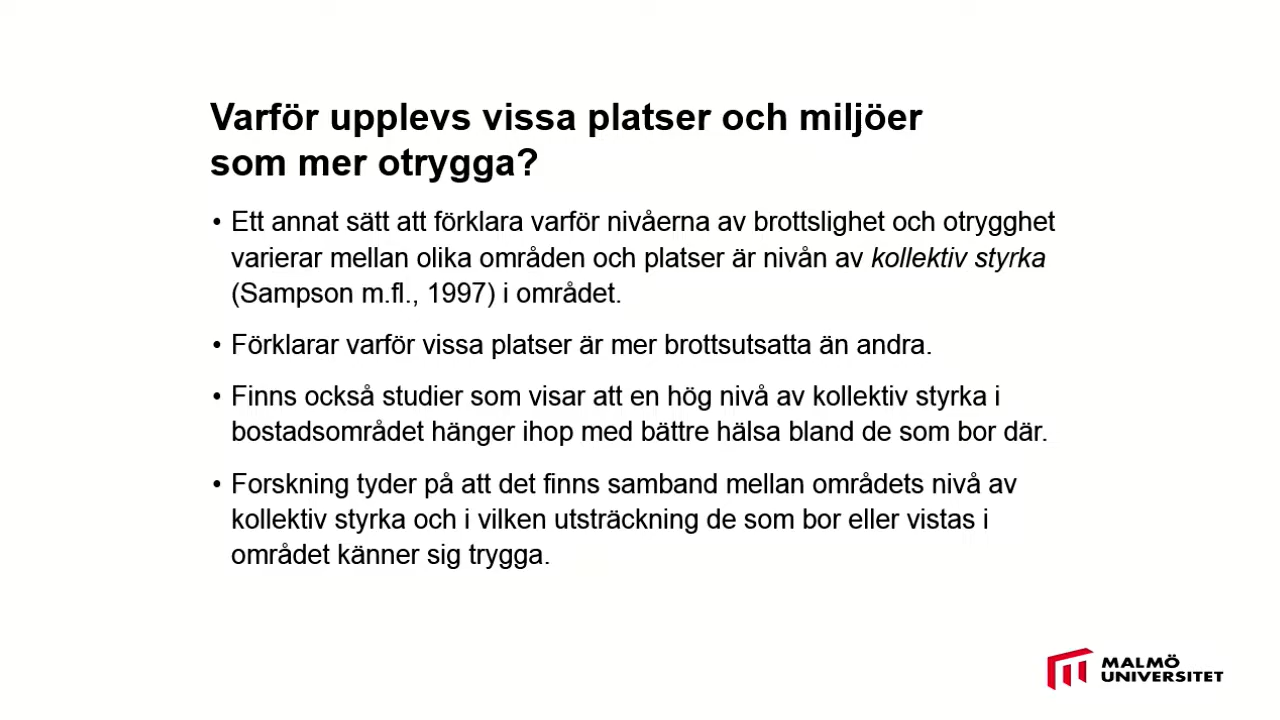 Varför upplevs vissa platser och miljöer
som mer otrygga?
• Ett annat sätt att förklara varför nivåerna av brottslighet och otrygghet
varierar mellan olika områden och platser är nivån av kollektiv styrka
(Sampson m.fl., 1997) i området.
• Förklarar varför vissa platser är mer brottsutsatta än andra.
• Finns också studier som visar att en hög nivå av kollektiv styrka i
bostadsområdet hänger ihop med bättre hälsa bland de som bor där.
• Forskning tyder på att det finns samband mellan områdets nivå av
kollektiv styrka och i vilken utsträckning de som bor eller vistas i
området känner sig trygga.
MALMÖ
UNIVERSITET